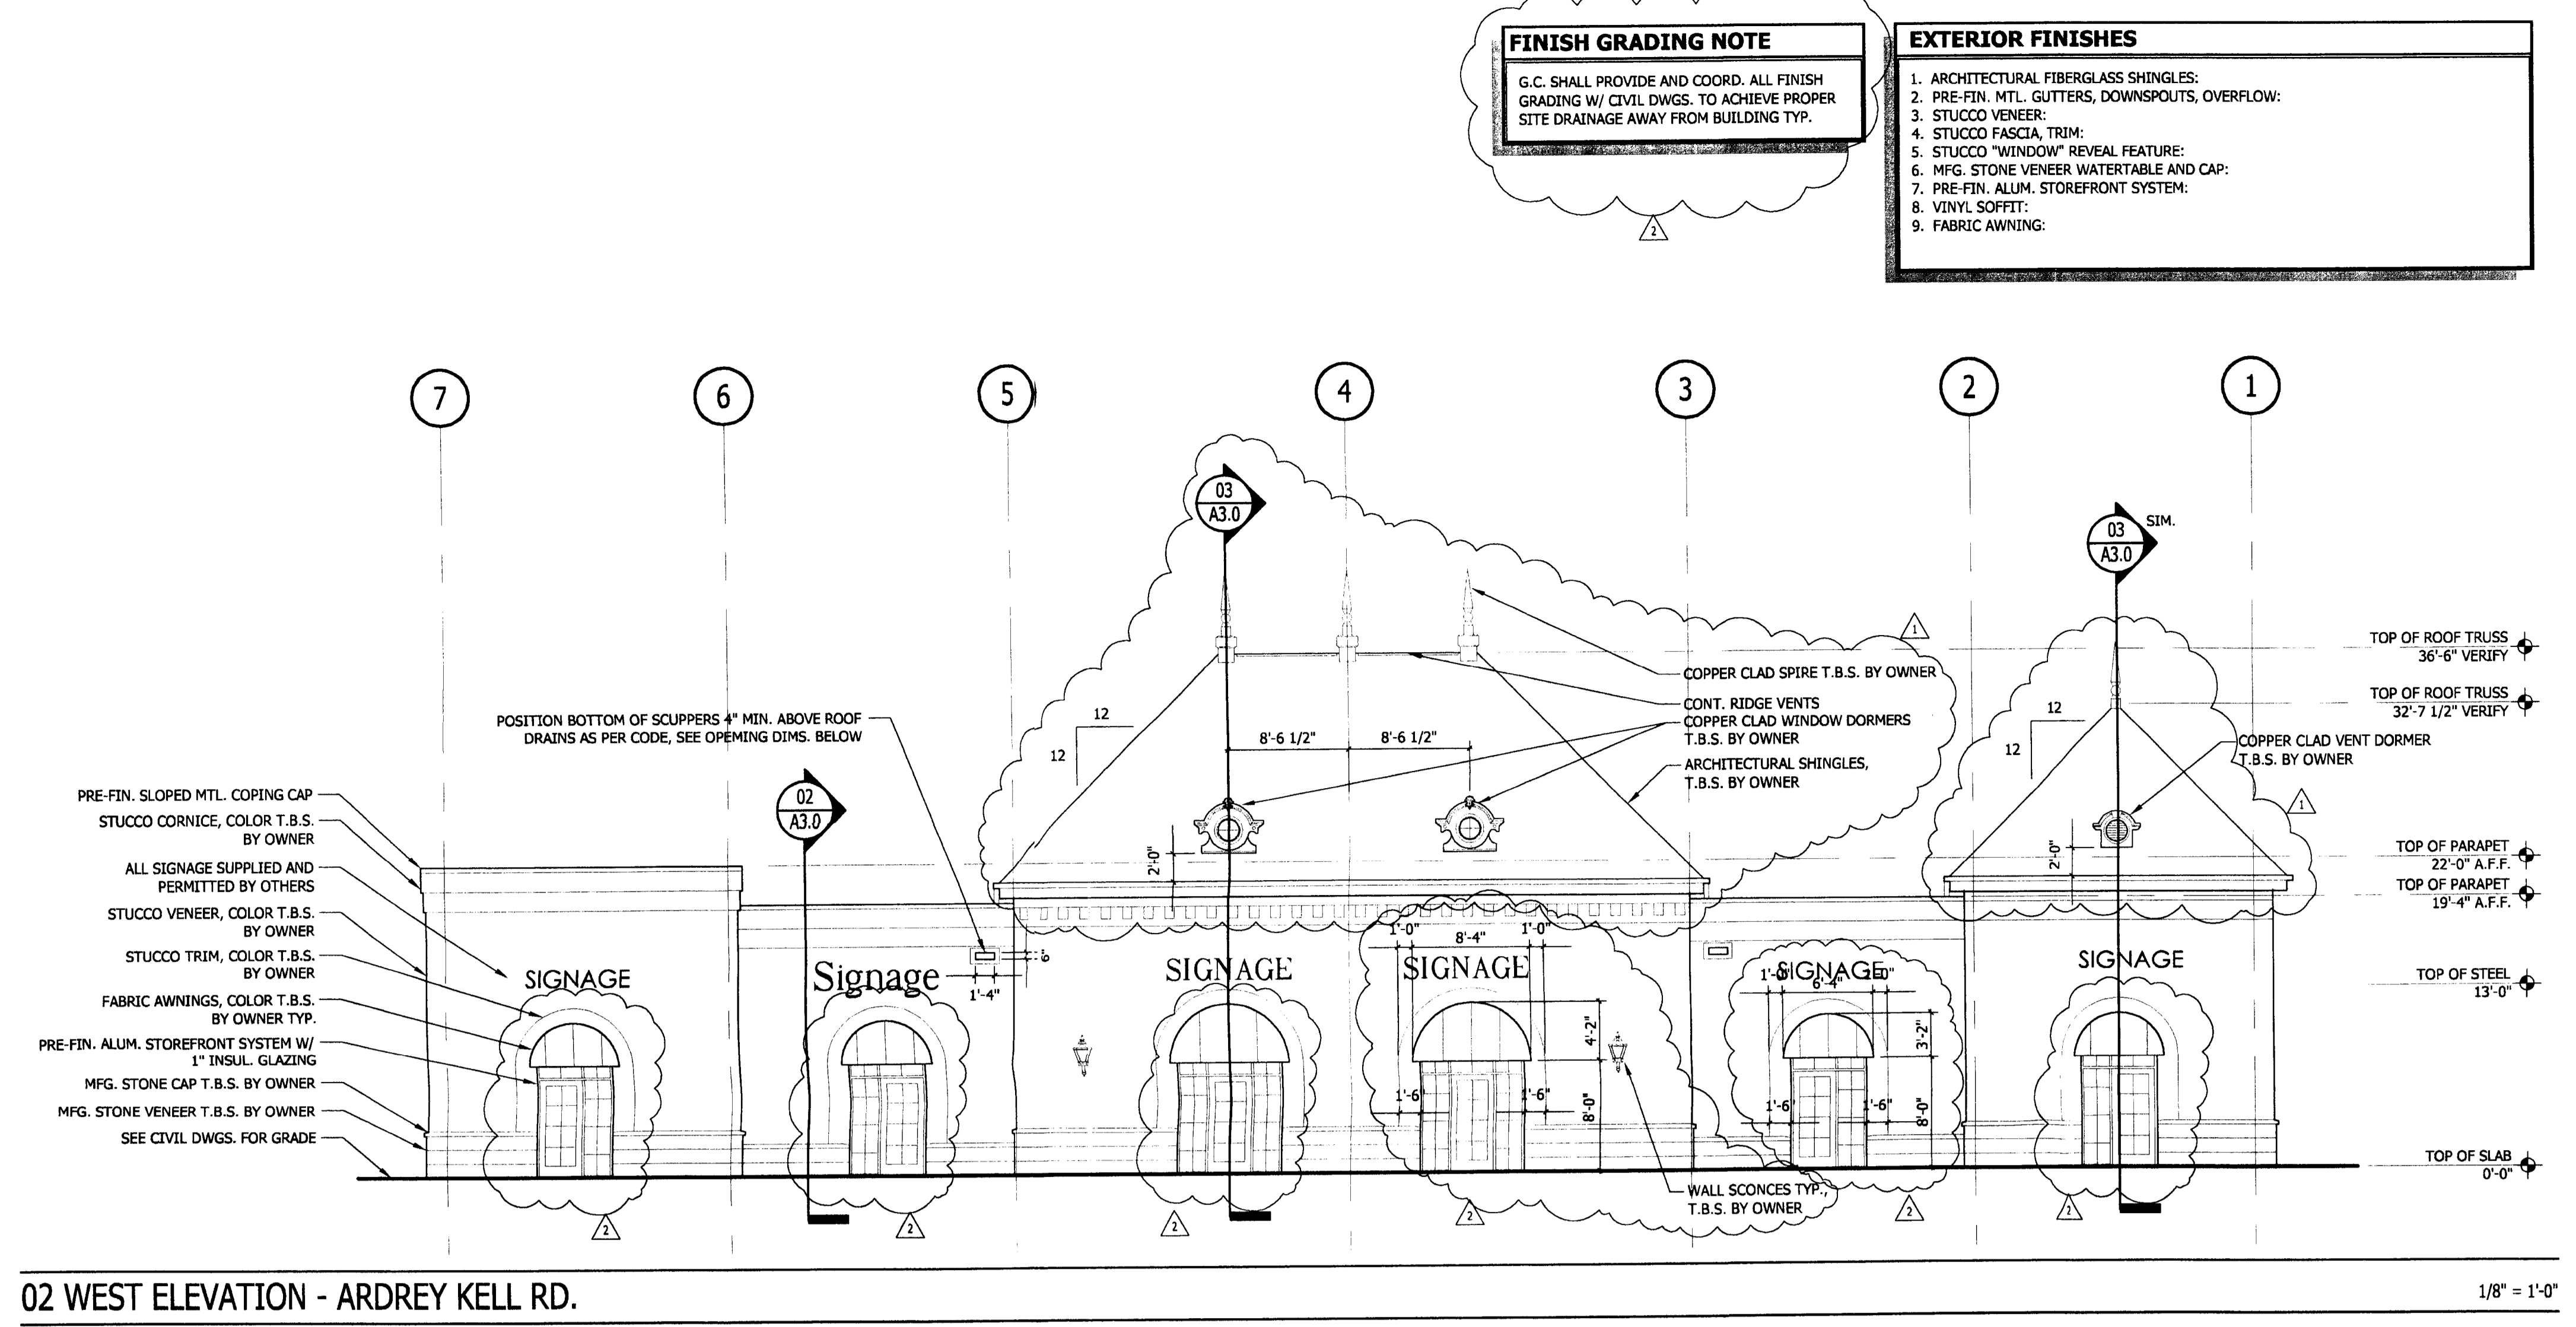 FINISH GRADING NOTE
G.C. SHALL PROVIDE AND COORD. ALL FINISH
GRADING W/ CIVIL DWGS. TO ACHIEVE PROPER
SITE DRAINAGE AWAY FROM BUILDING TYP.
2
EXTERIOR FINISHES
1. ARCHITECTURAL FIBERGLASS SHINGLES:
2. PRE-FIN. MTL. GUTTERS, DOWNSPOUTS, OVERFLOW:
3. STUCCO VENEER:
4. STUCCO FASCIA, TRIM:
5. STUCCO "WINDOW" REVEAL FEATURE:
6. MFG. STONE VENEER WATERTABLE AND CAP:
7. PRE-FIN. ALUM. STOREFRONT SYSTEM:
8. VINYL SOFFIT:
9. FABRIC AWNING:
7
6
5
4
3
2
1
03
A3.0
03
A3.0
SIM.
02
A3.0
POSITION BOTTOM OF SCUPPERS 4" MIN. ABOVE ROOF
DRAINS AS PER CODE, SEE OPEMING DIMS. BELOW
PRE-FIN. SLOPED MTL. COPING CAP
STUCCO CORNICE, COLOR T.B.S.
BY OWNER
ALL SIGNAGE SUPPLIED AND
PERMITTED BY OTHERS
STUCCO VENEER, COLOR T.B.S.
BY OWNER
STUCCO TRIM, COLOR T.B.S.
BY OWNER
FABRIC AWNINGS, COLOR T.B.S.
BY OWNER TYP.
PRE-FIN. ALUM. STOREFRONT SYSTEM W/
1" INSUL. GLAZING
MFG. STONE CAP T.B.S. BY OWNER
MFG. STONE VENEER T.B.S. BY OWNER
SEE CIVIL DWGS. FOR GRADE
12
12
8'-6 1/2"
8'-6 1/2"
2'-0"
COPPER CLAD SPIRE T.B.S. BY OWNER
CONT. RIDGE VENTS
COPPER CLAD WINDOW DORMERS
T.B.S. BY OWNER
ARCHITECTURAL SHINGLES,
T.B.S. BY OWNER
1
12
12
2'-0"
COPPER CLAD VENT DORMER
T.B.S. BY OWNER
1
TOP OF ROOF TRUSS
36'-6" VERIFY
TOP OF ROOF TRUSS
32'-7 1/2" VERIFY
TOP OF PARAPET
22'-0" A.F.F.
TOP OF PARAPET
19'-4" A.F.F.
TOP OF STEEL
13'-0"
TOP OF SLAB
0'-0"
SIGNAGE
Signage
6"
1'-4"
SIGNAGE
SIGNAGE
1'-0"
8'-4"
1'-0"
4'-2"
8'-0"
1'-6"
1'-6"
SIGNAGE
1'-0"
6'-4"
1'-0"
3'-2"
8'-0"
1'-6"
1'-6"
SIGNAGE
WALL SCONCES TYP.,
T.B.S. BY OWNER
2
2
2
2
2
2
02 WEST ELEVATION - ARDREY KELL RD.
1/8" = 1'-0"